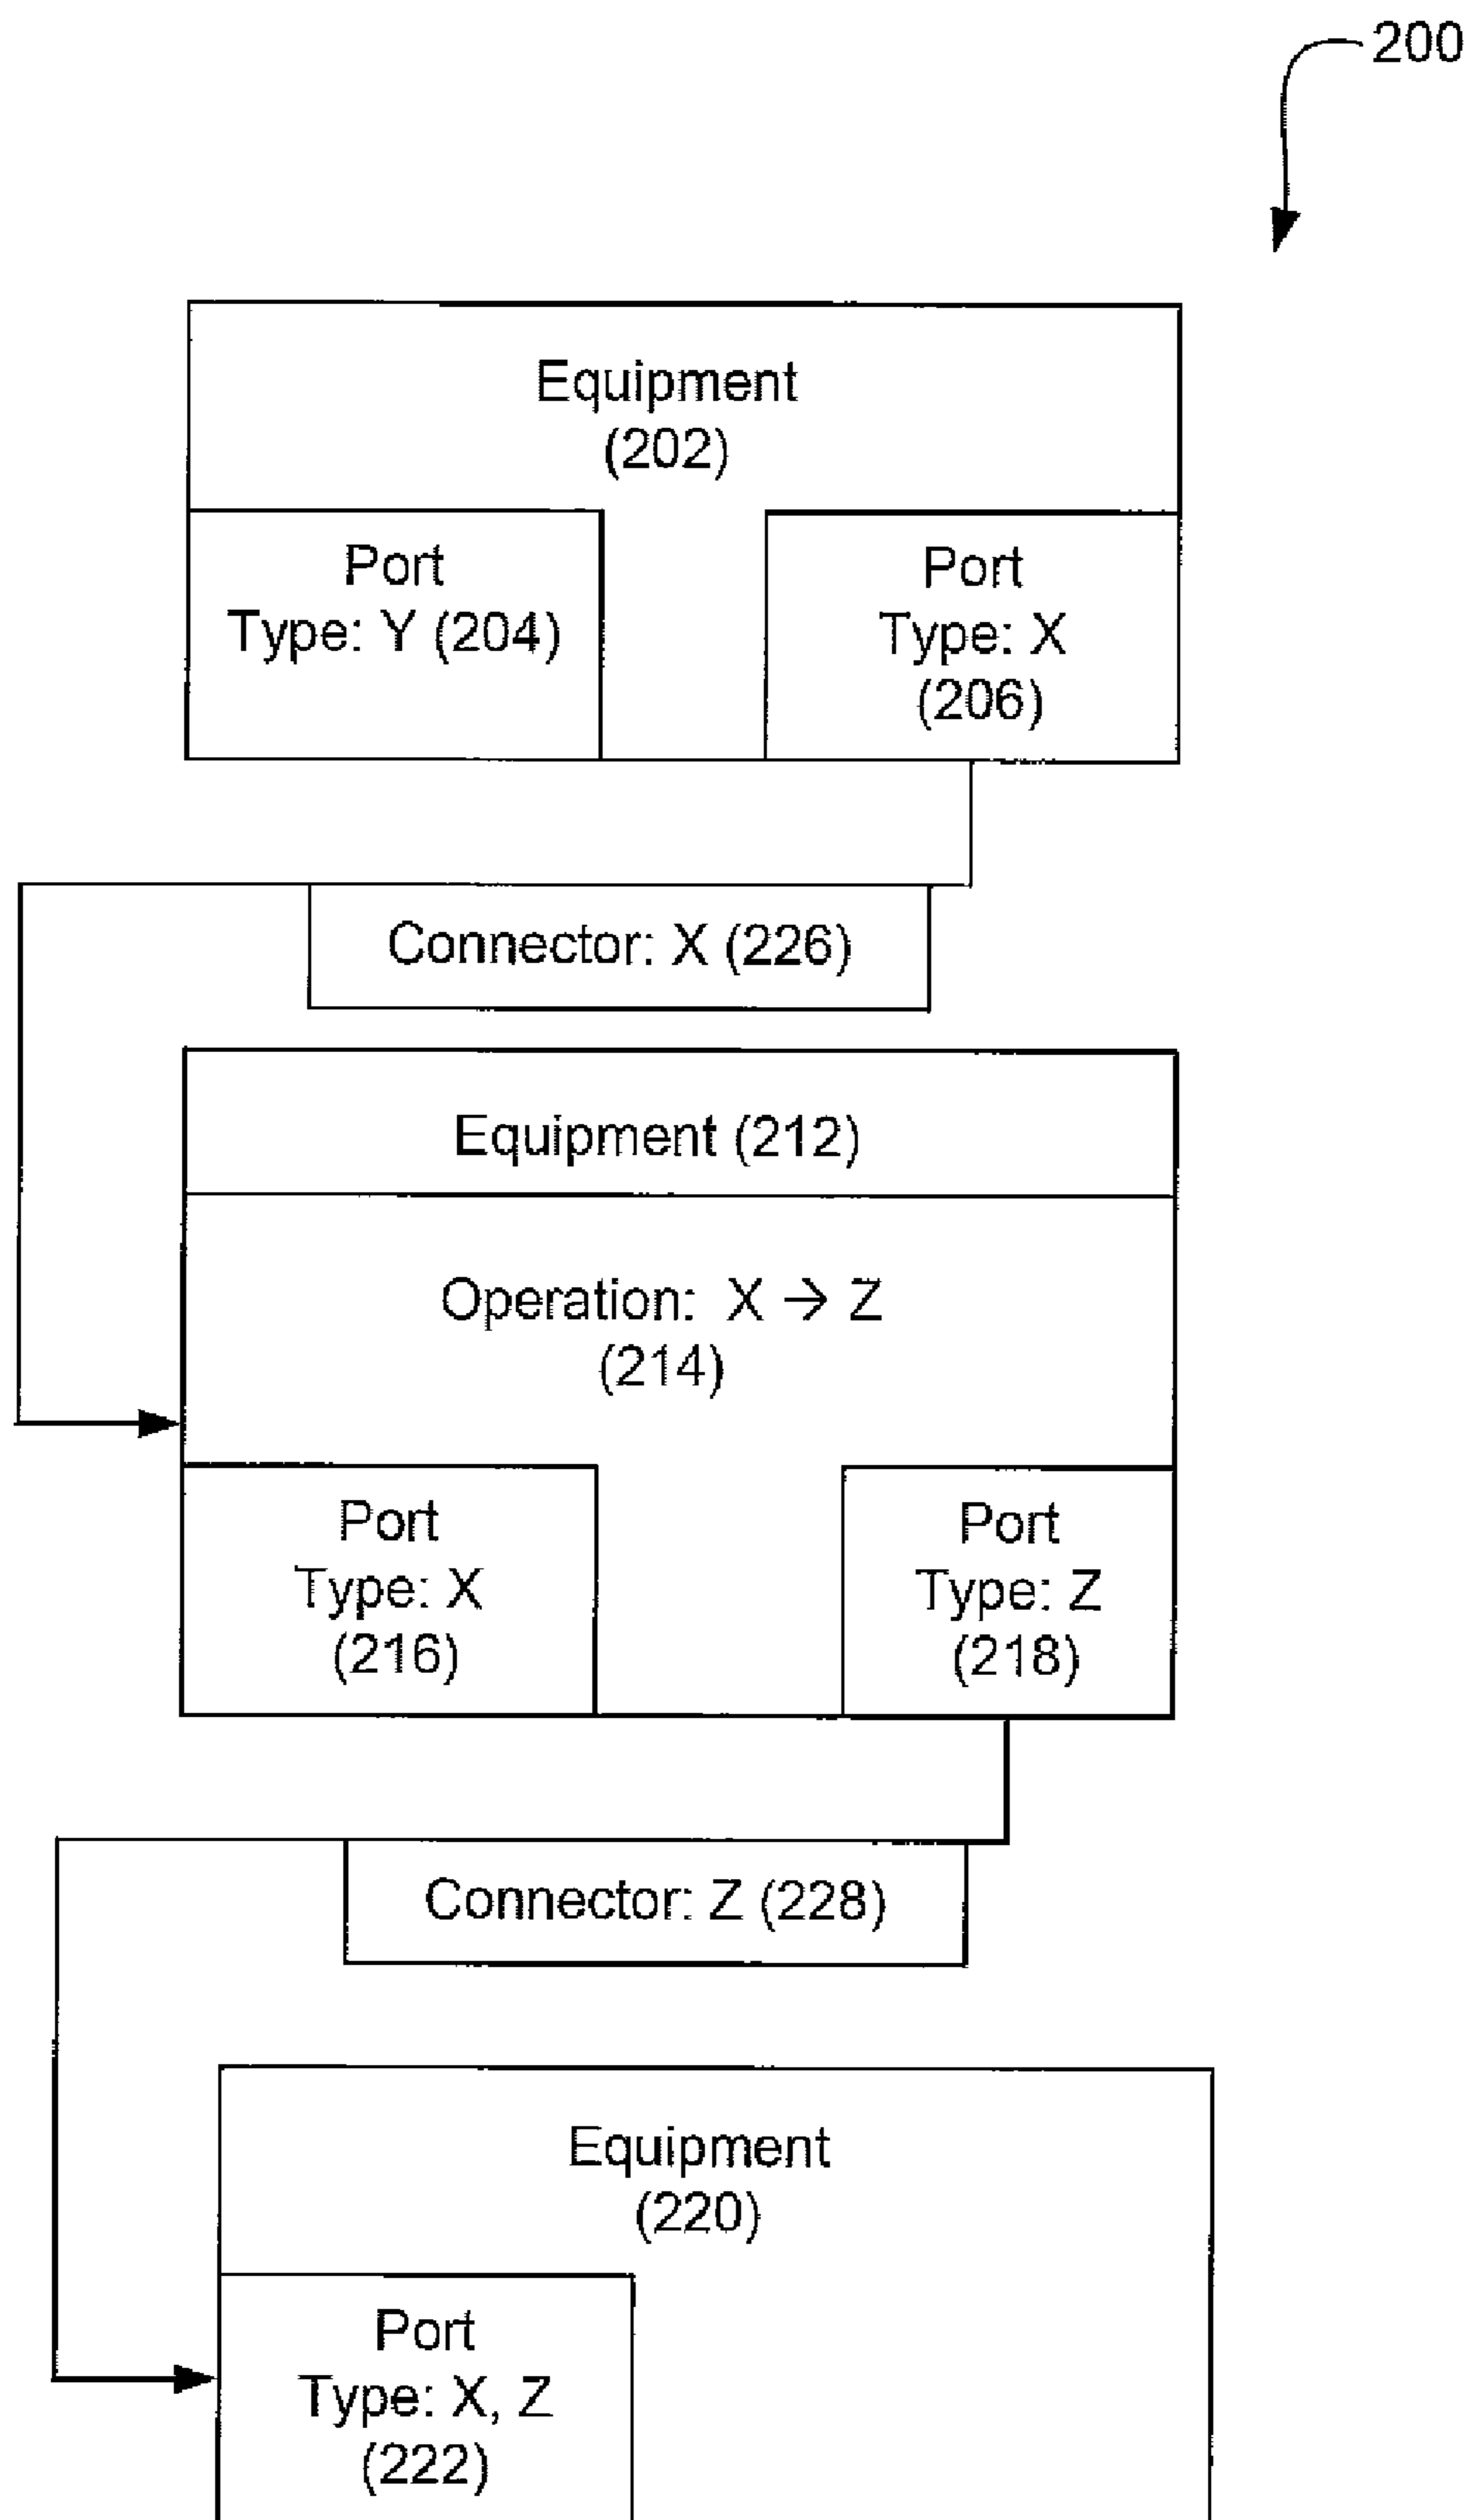 200
Equipment
(202)
Port
Type: Y (204)
Port
Type: X
(206)
Connector: X (226)
Equipment (212)
Operation: X → Z
(214)
Port
Type: X
(216)
Port
Type: Z
(218)
Connector: Z (228)
Equipment
(220)
Port
Type: X, Z
(222)